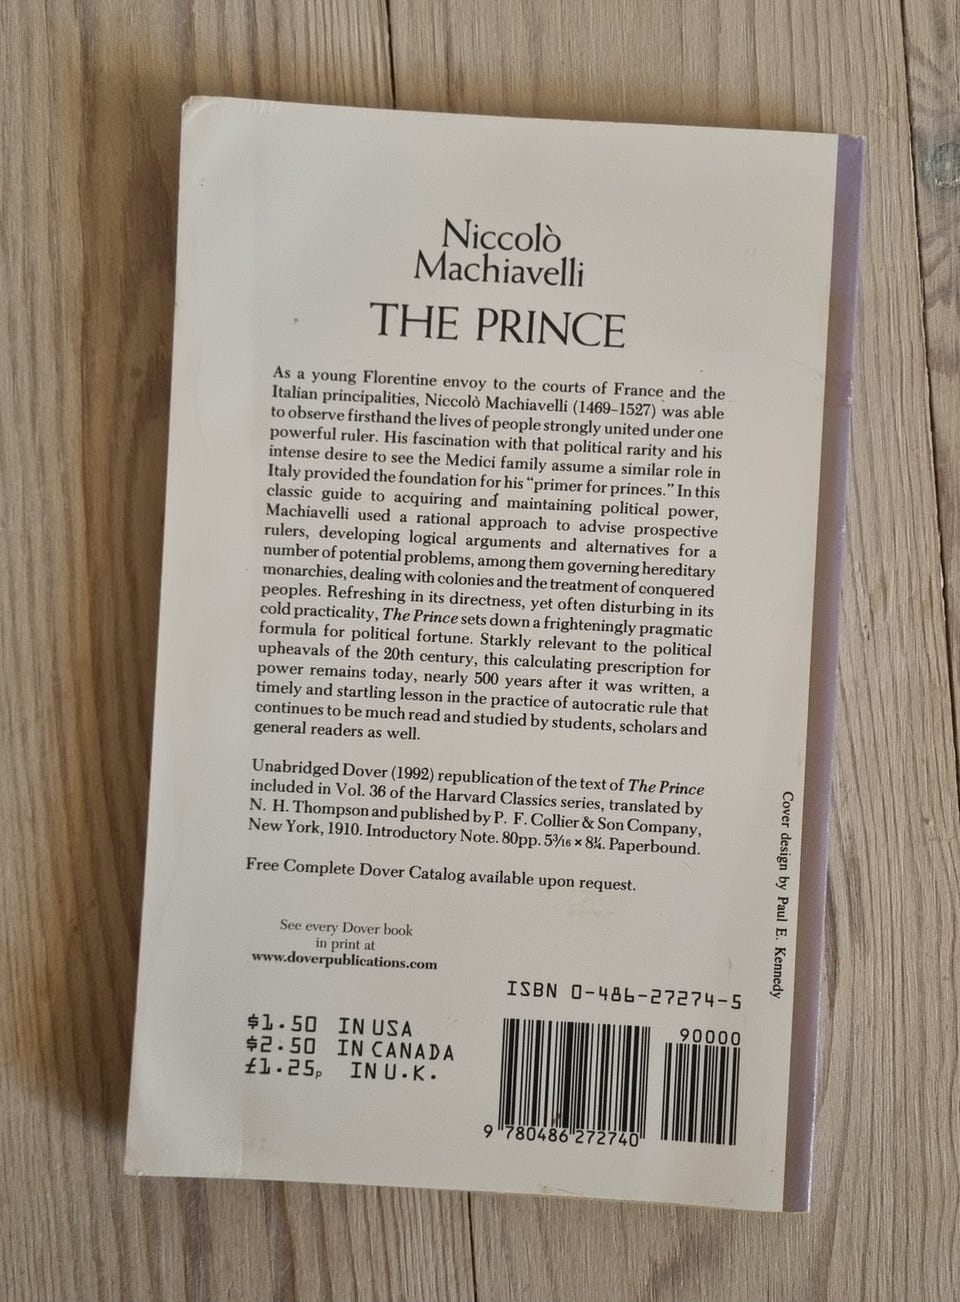 Niccolò
Machiavelli
THE PRINCE
As a young Florentine envoy to the courts of France and the
Italian principalities, Niccolò Machiavelli (1469–1527) was able
to observe firsthand the lives of people strongly united under one
powerful ruler. His fascination with that political rarity and his
intense desire to see the Medici family assume a similar role in
Italy provided the foundation for his “primer for princes.” In this
classic guide to acquiring and maintaining political power,
Machiavelli used a rational approach to advise prospective
rulers, developing logical arguments and alternatives for a
number of potential problems, among them governing hereditary
monarchies, dealing with colonies and the treatment of conquered
peoples. Refreshing in its directness, yet often disturbing in its
cold practicality, The Prince sets down a frighteningly pragmatic
formula for political fortune. Starkly relevant to the political
upheavals of the 20th century, this calculating prescription for
power remains today, nearly 500 years after it was written, a
timely and startling lesson in the practice of autocratic rule that
continues to be much read and studied by students, scholars and
general readers as well.
Unabridged Dover (1992) republication of the text of The Prince
included in Vol. 36 of the Harvard Classics series, translated by
N. H. Thompson and published by P. F. Collier & Son Company,
New York, 1910. Introductory Note. 80pp. 5³⁄₁₆ × 8¼. Paperbound.
Free Complete Dover Catalog available upon request.
See every Dover book
in print at
www.doverpublications.com
Cover design by Paul E. Kennedy
ISBN 0-486-27274-5
$1.50 IN USA
$2.50 IN CANADA
£1.25p IN U.K.
90000
9 780486 272740